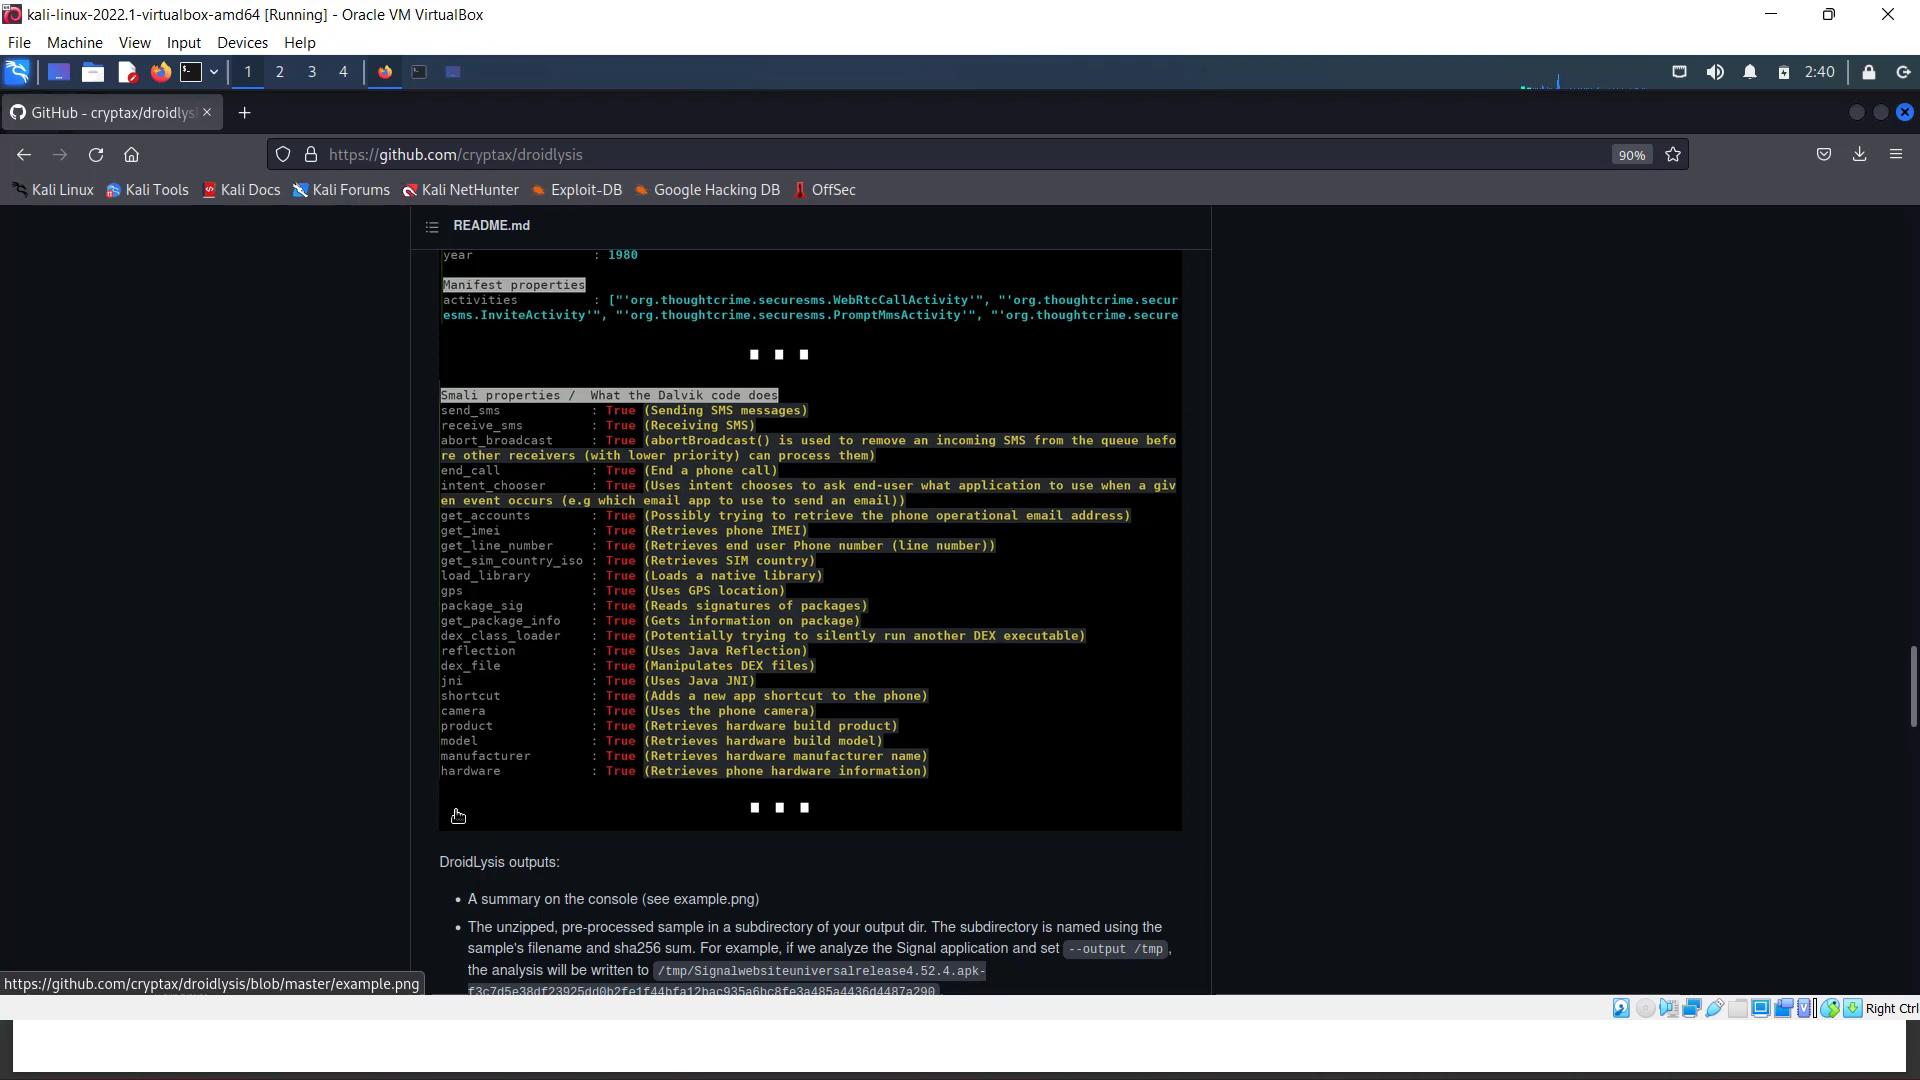 kali-linux-2022.1-virtualbox-amd64 [Running] - Oracle VM VirtualBox
File Machine View Input Devices Help
1 2 3 4 2:40
GitHub - cryptax/droidlys
https://github.com/cryptax/droidlysis 90%
Kali Linux Kali Tools Kali Docs Kali Forums Kali NetHunter Exploit-DB Google Hacking DB OffSec
README.md
year : 1980
Manifest properties
activities : ["'org.thoughtcrime.securesms.WebRtcCallActivity'", "'org.thoughtcrime.secur
esms.InviteActivity'", "'org.thoughtcrime.securesms.PromptMmsActivity'", "'org.thoughtcrime.secure
Smali properties / What the Dalvik code does
send_sms : True (Sending SMS messages)
receive_sms : True (Receiving SMS)
abort_broadcast : True (abortBroadcast() is used to remove an incoming SMS from the queue befo
re other receivers (with lower priority) can process them)
end_call : True (End a phone call)
intent_chooser : True (Uses intent chooses to ask end-user what application to use when a giv
en event occurs (e.g which email app to use to send an email))
get_accounts : True (Possibly trying to retrieve the phone operational email address)
get_imei : True (Retrieves phone IMEI)
get_line_number : True (Retrieves end user Phone number (line number))
get_sim_country_iso : True (Retrieves SIM country)
load_library : True (Loads a native library)
gps : True (Uses GPS location)
package_sig : True (Reads signatures of packages)
get_package_info : True (Gets information on package)
dex_class_loader : True (Potentially trying to silently run another DEX executable)
reflection : True (Uses Java Reflection)
dex_file : True (Manipulates DEX files)
jni : True (Uses Java JNI)
shortcut : True (Adds a new app shortcut to the phone)
camera : True (Uses the phone camera)
product : True (Retrieves hardware build product)
model : True (Retrieves hardware build model)
manufacturer : True (Retrieves hardware manufacturer name)
hardware : True (Retrieves phone hardware information)
DroidLysis outputs:
• A summary on the console (see example.png)
• The unzipped, pre-processed sample in a subdirectory of your output dir. The subdirectory is named using the
sample's filename and sha256 sum. For example, if we analyze the Signal application and set --output /tmp ,
the analysis will be written to /tmp/Signalwebsiteuniversalrelease4.52.4.apk-
f3c7d5e38df23925dd0b2fe1f44bfa12bac935a6bc8fe3a485a4436d4487a290 .
https://github.com/cryptax/droidlysis/blob/master/example.png
Right Ctrl